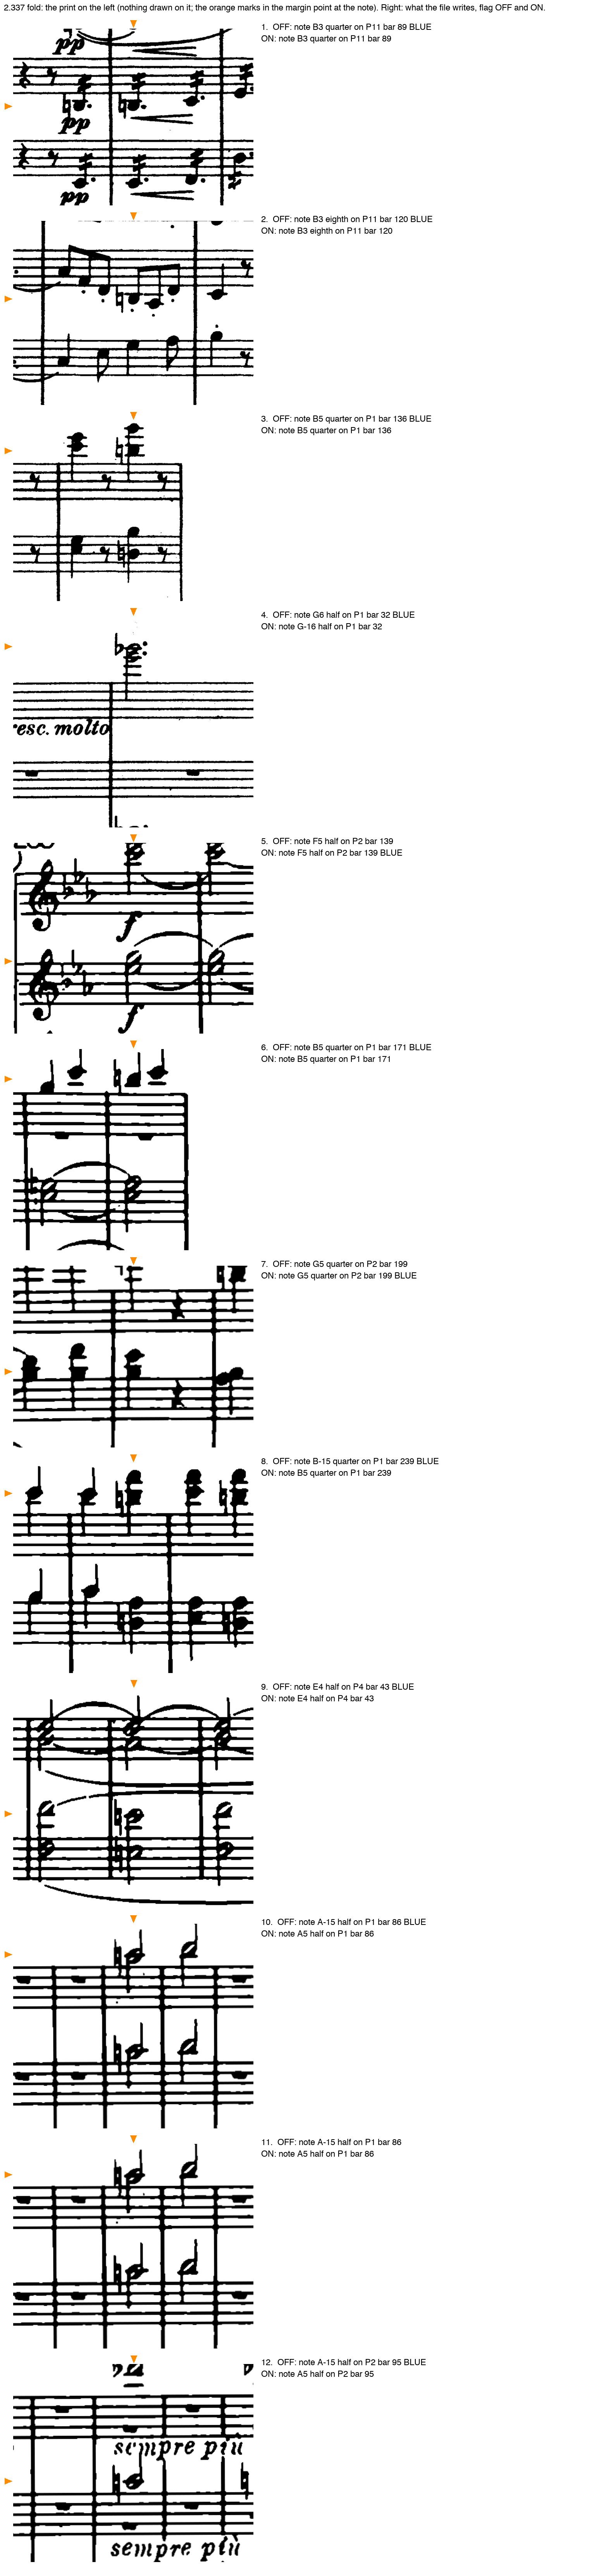 2.337 fold: the print on the left (nothing drawn on it; the orange marks in the margin point at the note). Right: what the file writes, flag OFF and ON.
1. OFF: note B3 quarter on P11 bar 89 BLUE
ON: note B3 quarter on P11 bar 89
pp
pp
pp
2. OFF: note B3 eighth on P11 bar 120 BLUE
ON: note B3 eighth on P11 bar 120
3. OFF: note B5 quarter on P1 bar 136 BLUE
ON: note B5 quarter on P1 bar 136
4. OFF: note G6 half on P1 bar 32 BLUE
ON: note G-16 half on P1 bar 32
resc. molto
5. OFF: note F5 half on P2 bar 139
ON: note F5 half on P2 bar 139 BLUE
f
f
6. OFF: note B5 quarter on P1 bar 171 BLUE
ON: note B5 quarter on P1 bar 171
7. OFF: note G5 quarter on P2 bar 199
ON: note G5 quarter on P2 bar 199 BLUE
8. OFF: note B-15 quarter on P1 bar 239 BLUE
ON: note B5 quarter on P1 bar 239
9. OFF: note E4 half on P4 bar 43 BLUE
ON: note E4 half on P4 bar 43
10. OFF: note A-15 half on P1 bar 86 BLUE
ON: note A5 half on P1 bar 86
11. OFF: note A-15 half on P1 bar 86
ON: note A5 half on P1 bar 86
12. OFF: note A-15 half on P2 bar 95 BLUE
ON: note A5 half on P2 bar 95
sempre più
sempre più